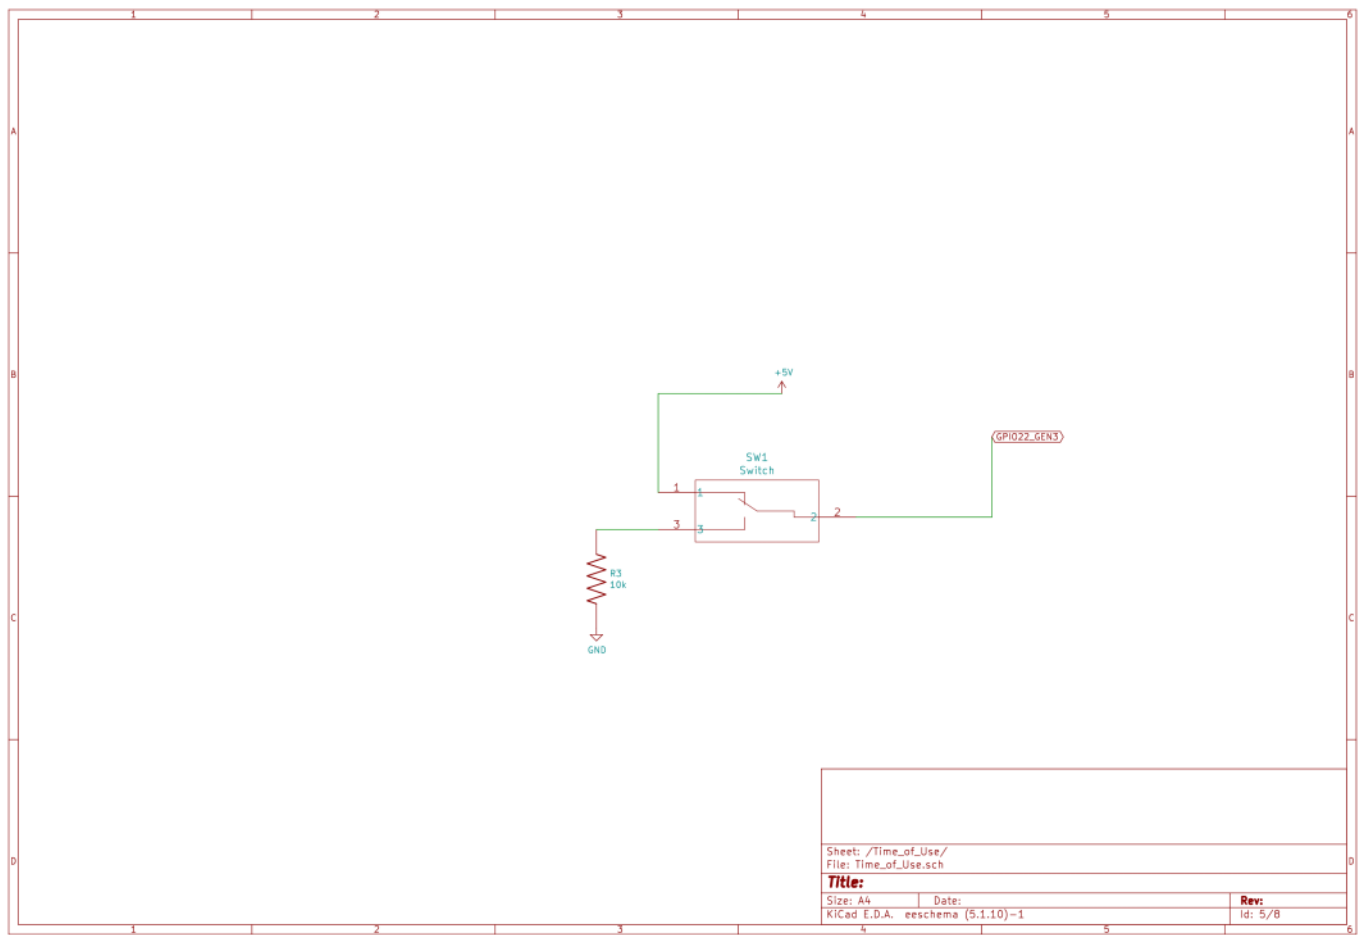 1 2 3 4 5 6
A A
B B
+5V
GPIO22_GEN3
SW1
Switch
1 1
2 2
3 3
R3
10k
GND
C C
D D
Sheet: /Time_of_Use/
File: Time_of_Use.sch
Title:
Size: A4 Date: Rev:
KiCad E.D.A. eeschema (5.1.10)-1 Id: 5/8
1 2 3 4 5 6